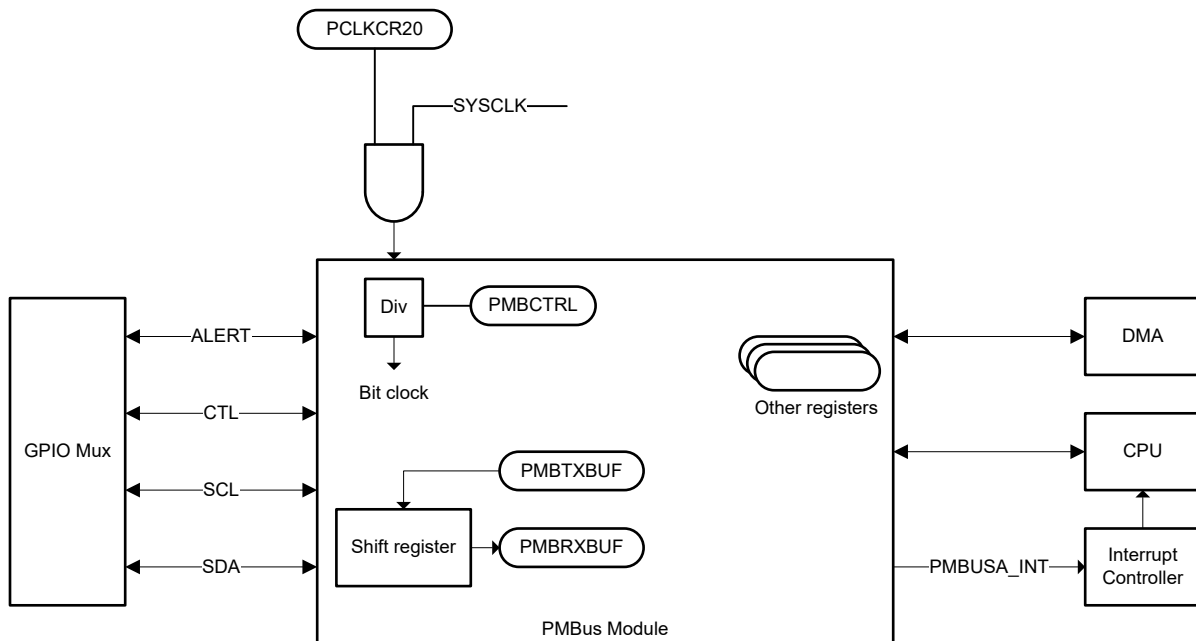 PCLKCR20
SYSCLK
Div
PMBCTRL
Bit clock
ALERT
CTL
SCL
SDA
GPIO Mux
Other registers
PMBTXBUF
Shift register
PMBRXBUF
PMBus Module
DMA
CPU
PMBUSA_INT
Interrupt
Controller